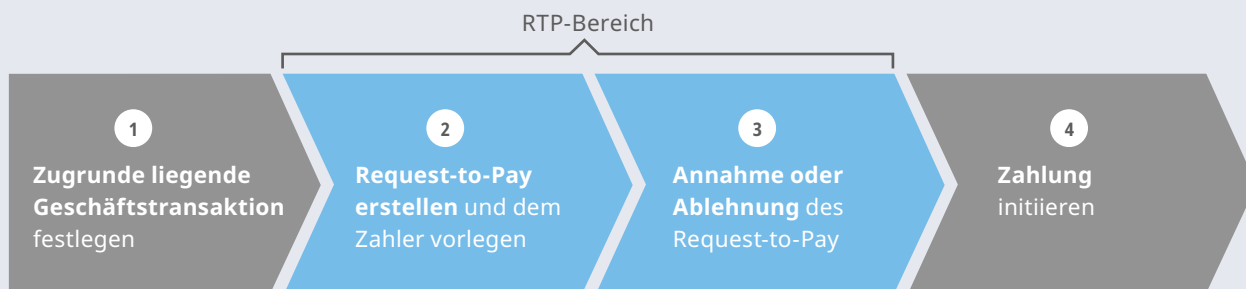 RTP-Bereich
1
Zugrunde liegende
Geschäftstransaktion
festlegen
2
Request-to-Pay
erstellen und dem
Zahler vorlegen
3
Annahme oder
Ablehnung des
Request-to-Pay
4
Zahlung
initiieren